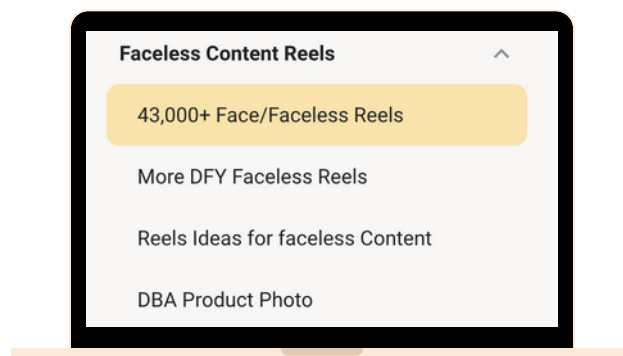 Faceless Content Reels
43,000+ Face/Faceless Reels
More DFY Faceless Reels
Reels Ideas for faceless Content
DBA Product Photo